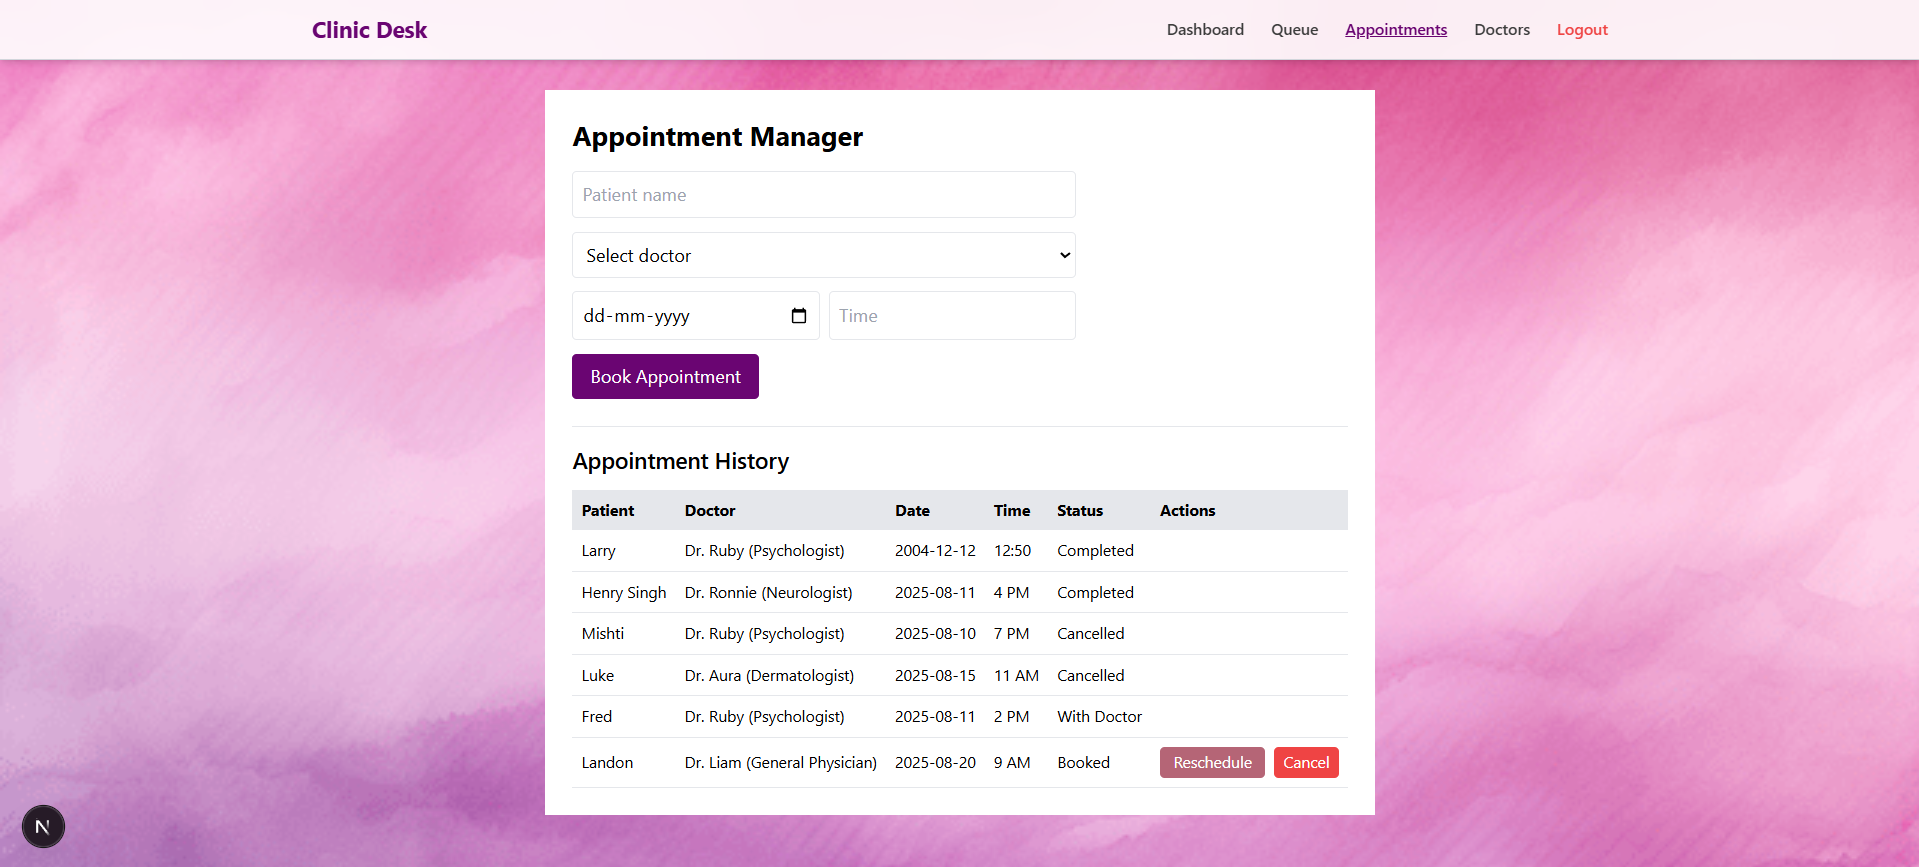 Clinic Desk
Dashboard Queue Appointments Doctors Logout
Appointment Manager
Patient name
Select doctor
dd-mm-yyyy Time
Book Appointment
Appointment History
Patient Doctor Date Time Status Actions
Larry Dr. Ruby (Psychologist) 2004-12-12 12:50 Completed
Henry Singh Dr. Ronnie (Neurologist) 2025-08-11 4 PM Completed
Mishti Dr. Ruby (Psychologist) 2025-08-10 7 PM Cancelled
Luke Dr. Aura (Dermatologist) 2025-08-15 11 AM Cancelled
Fred Dr. Ruby (Psychologist) 2025-08-11 2 PM With Doctor
Landon Dr. Liam (General Physician) 2025-08-20 9 AM Booked Reschedule Cancel
N